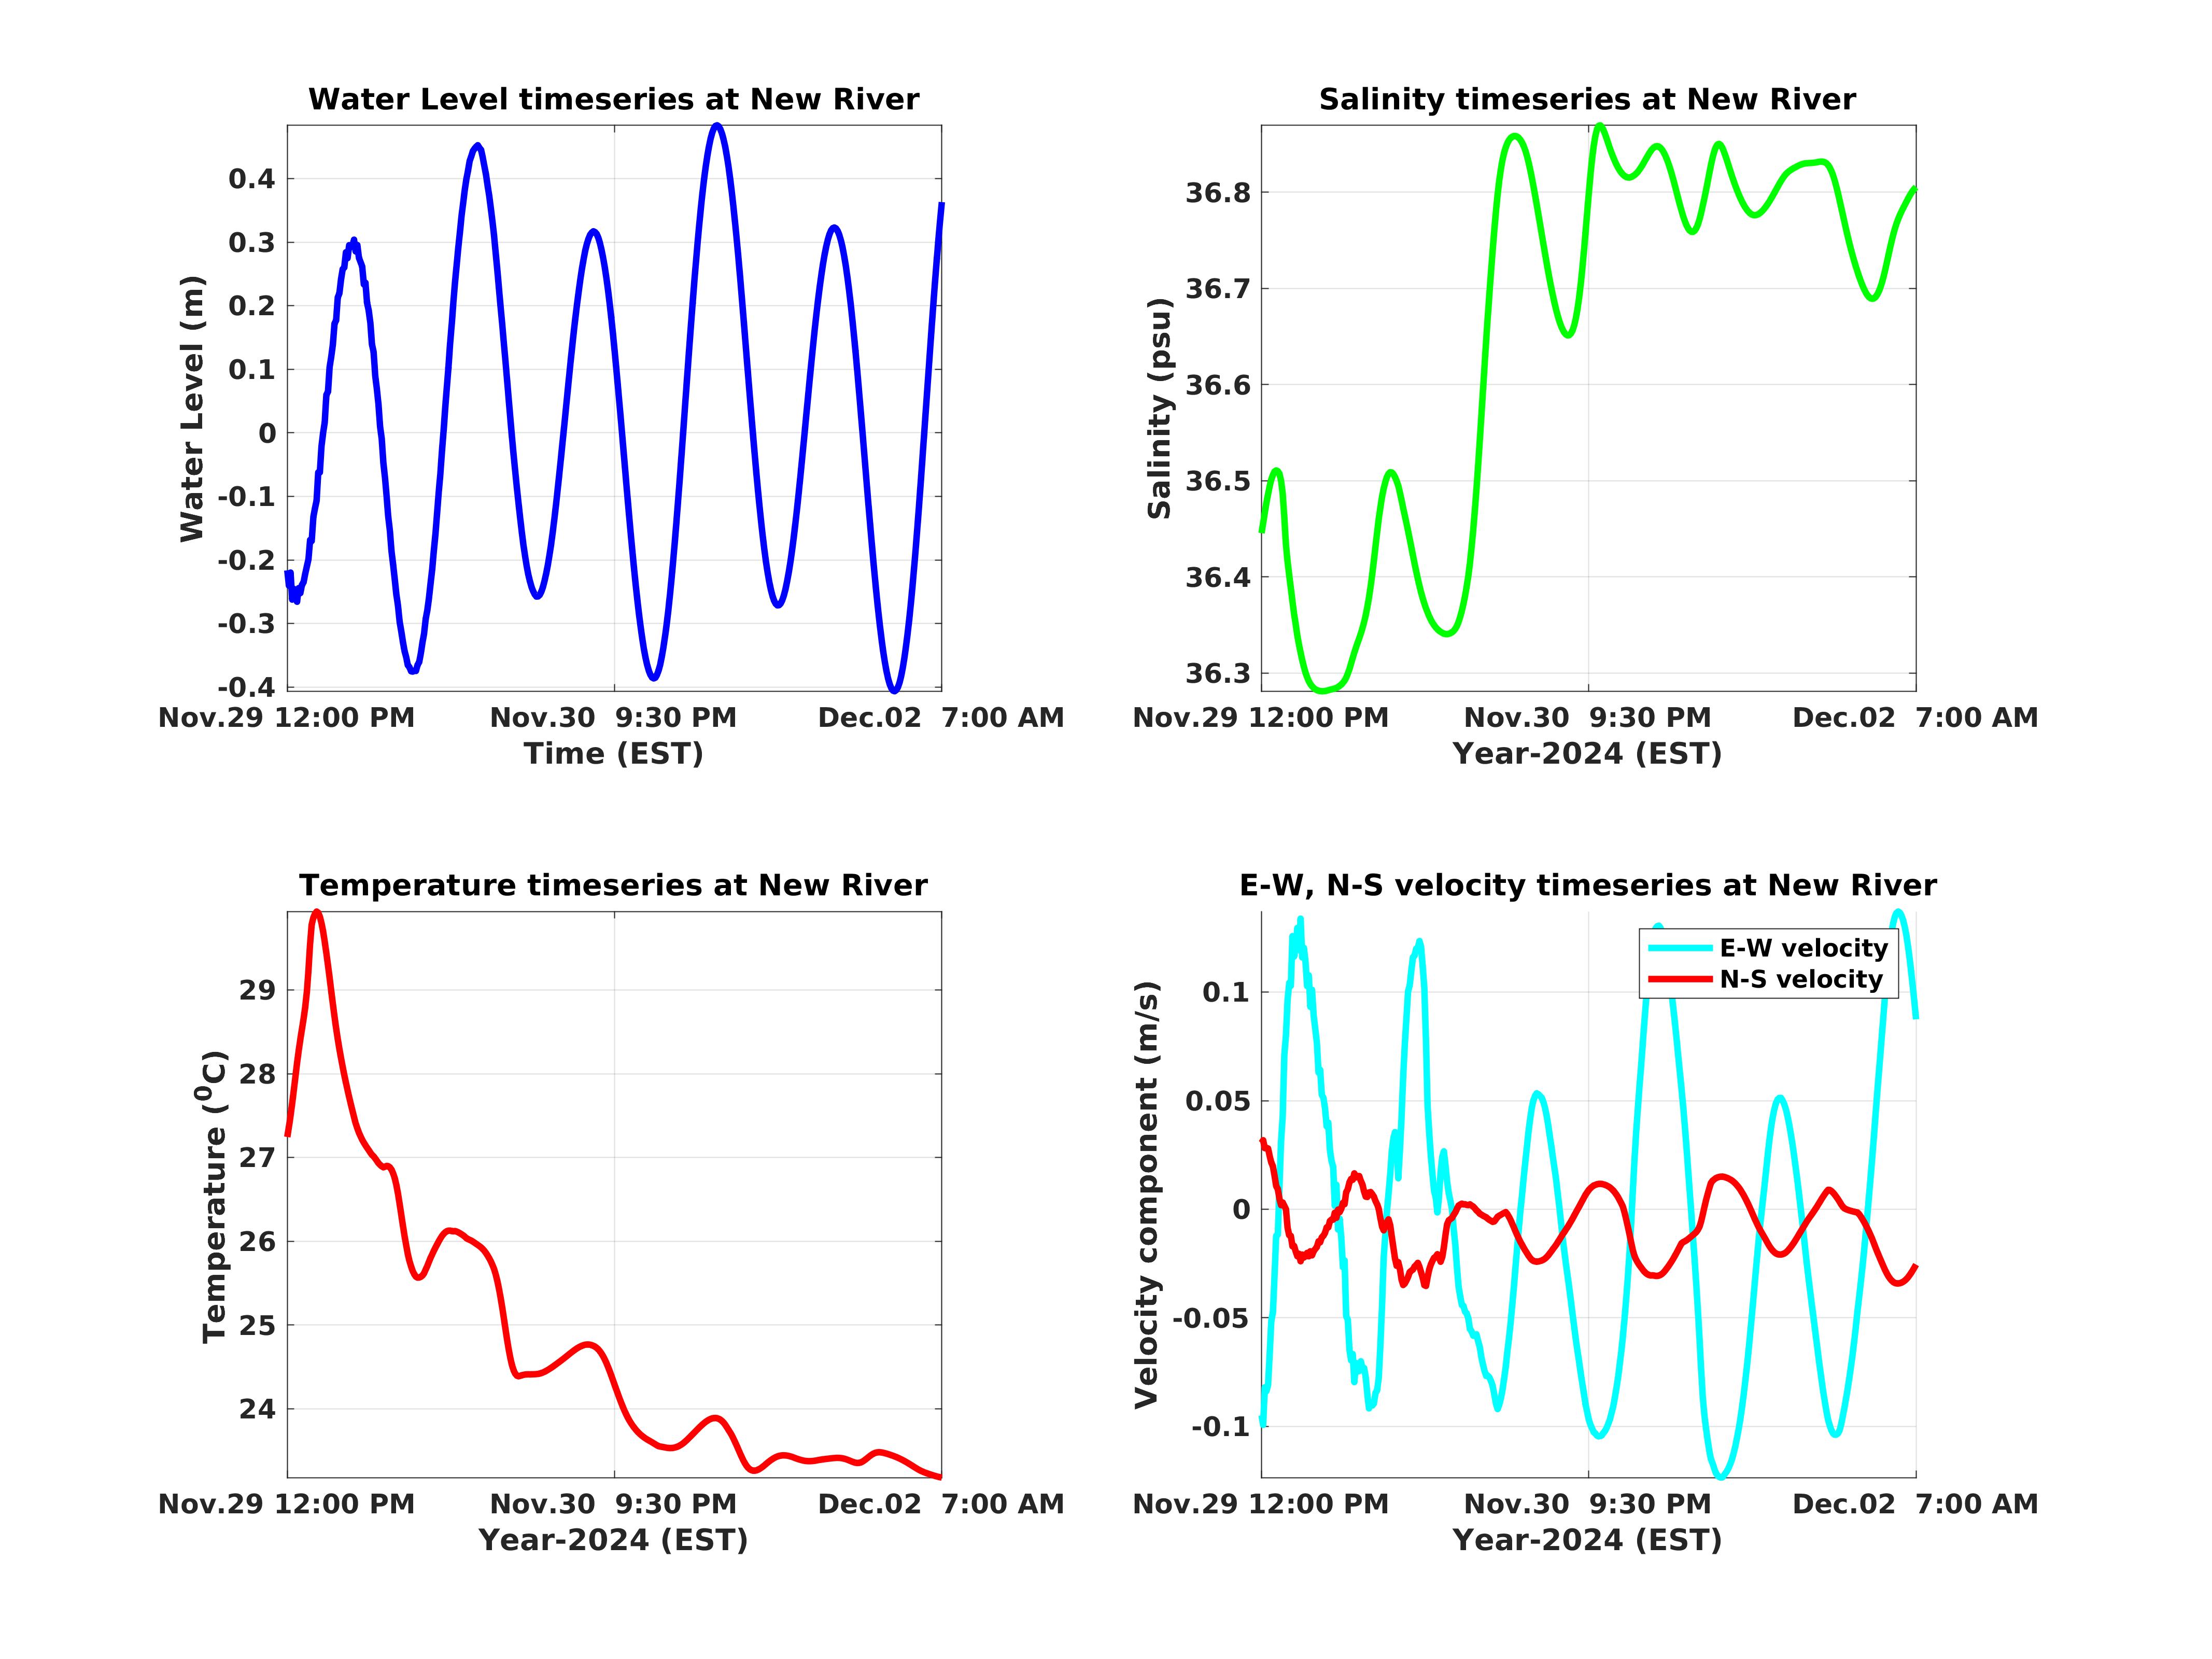 Water Level timeseries at New River
Water Level (m)
0.4
0.3
0.2
0.1
0
-0.1
-0.2
-0.3
-0.4
Nov.29 12:00 PM Nov.30 9:30 PM Dec.02 7:00 AM
Time (EST)
Salinity timeseries at New River
Salinity (psu)
36.8
36.7
36.6
36.5
36.4
36.3
Nov.29 12:00 PM Nov.30 9:30 PM Dec.02 7:00 AM
Year-2024 (EST)
Temperature timeseries at New River
Temperature (⁰C)
29
28
27
26
25
24
Nov.29 12:00 PM Nov.30 9:30 PM Dec.02 7:00 AM
Year-2024 (EST)
E-W, N-S velocity timeseries at New River
Velocity component (m/s)
E-W velocity
N-S velocity
0.1
0.05
0
-0.05
-0.1
Nov.29 12:00 PM Nov.30 9:30 PM Dec.02 7:00 AM
Year-2024 (EST)